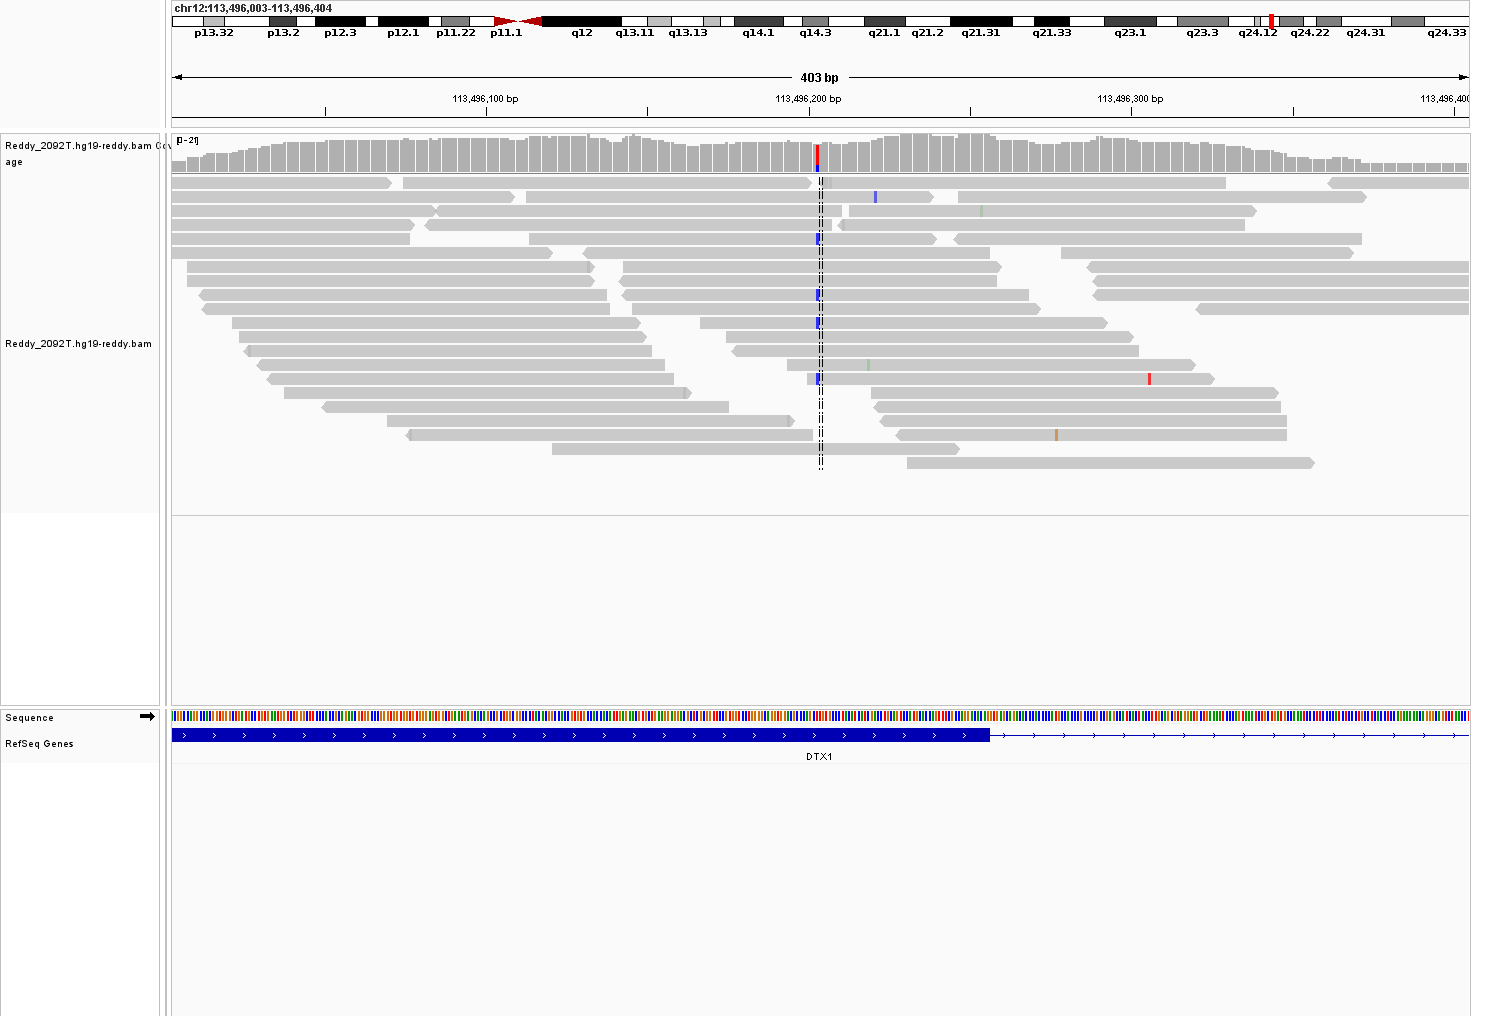 chr12:113,496,003-113,496,404
p13.32 p13.2 p12.3 p12.1 p11.22 p11.1 q12 q13.11 q13.13 q14.1 q14.3 q21.1 q21.2 q21.31 q21.33 q23.1 q23.3 q24.12 q24.22 q24.31 q24.33
403 bp
113,496,100 bp 113,496,200 bp 113,496,300 bp 113,496,400
Reddy_2092T.hg19-reddy.bam Cov
age
[0-21]
Reddy_2092T.hg19-reddy.bam
Sequence
RefSeq Genes
DTX1